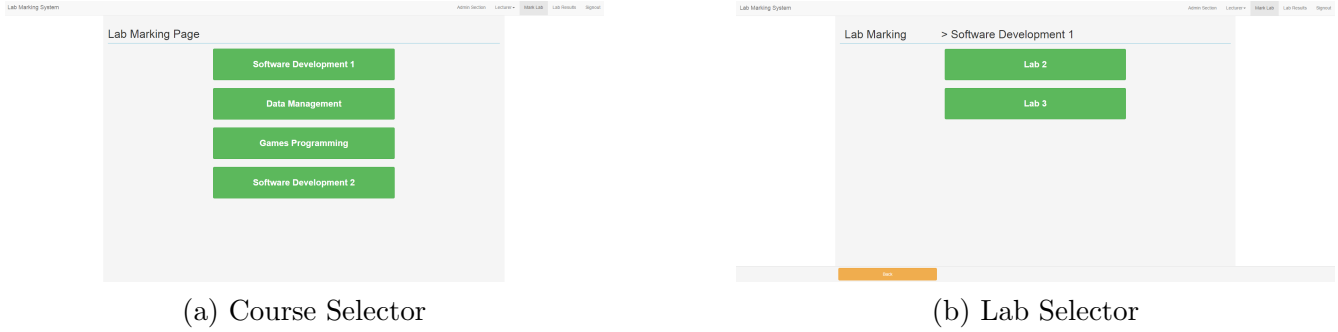 Lab Marking System Admin Section Lecturer Mark Lab Lab Results Signout
Lab Marking Page
Software Development 1
Data Management
Games Programming
Software Development 2
(a) Course Selector
Lab Marking System Admin Section Lecturer Mark Lab Lab Results Signout
Lab Marking > Software Development 1
Lab 2
Lab 3
Back
(b) Lab Selector